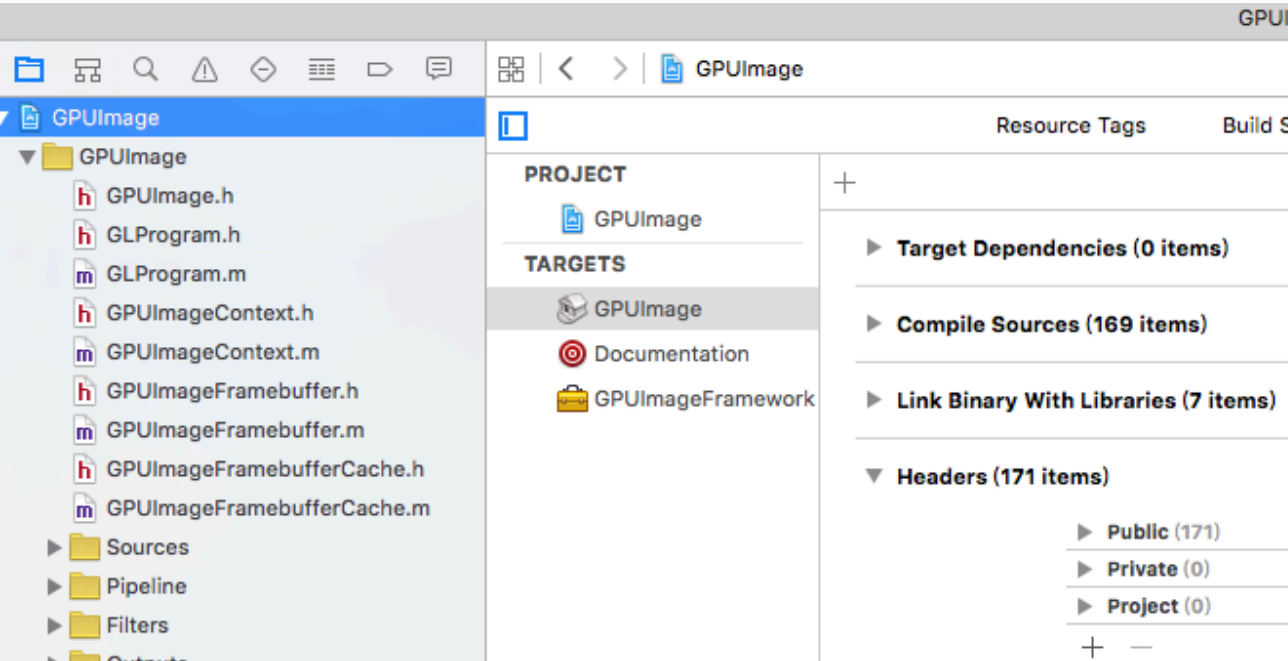 GPUI
GPUImage
GPUImage
GPUImage
GPUImage.h
GLProgram.h
GLProgram.m
GPUImageContext.h
GPUImageContext.m
GPUImageFramebuffer.h
GPUImageFramebuffer.m
GPUImageFramebufferCache.h
GPUImageFramebufferCache.m
Sources
Pipeline
Filters
Outputs
Resource Tags
Build S
PROJECT
GPUImage
TARGETS
GPUImage
Documentation
GPUImageFramework
Target Dependencies (0 items)
Compile Sources (169 items)
Link Binary With Libraries (7 items)
Headers (171 items)
Public (171)
Private (0)
Project (0)